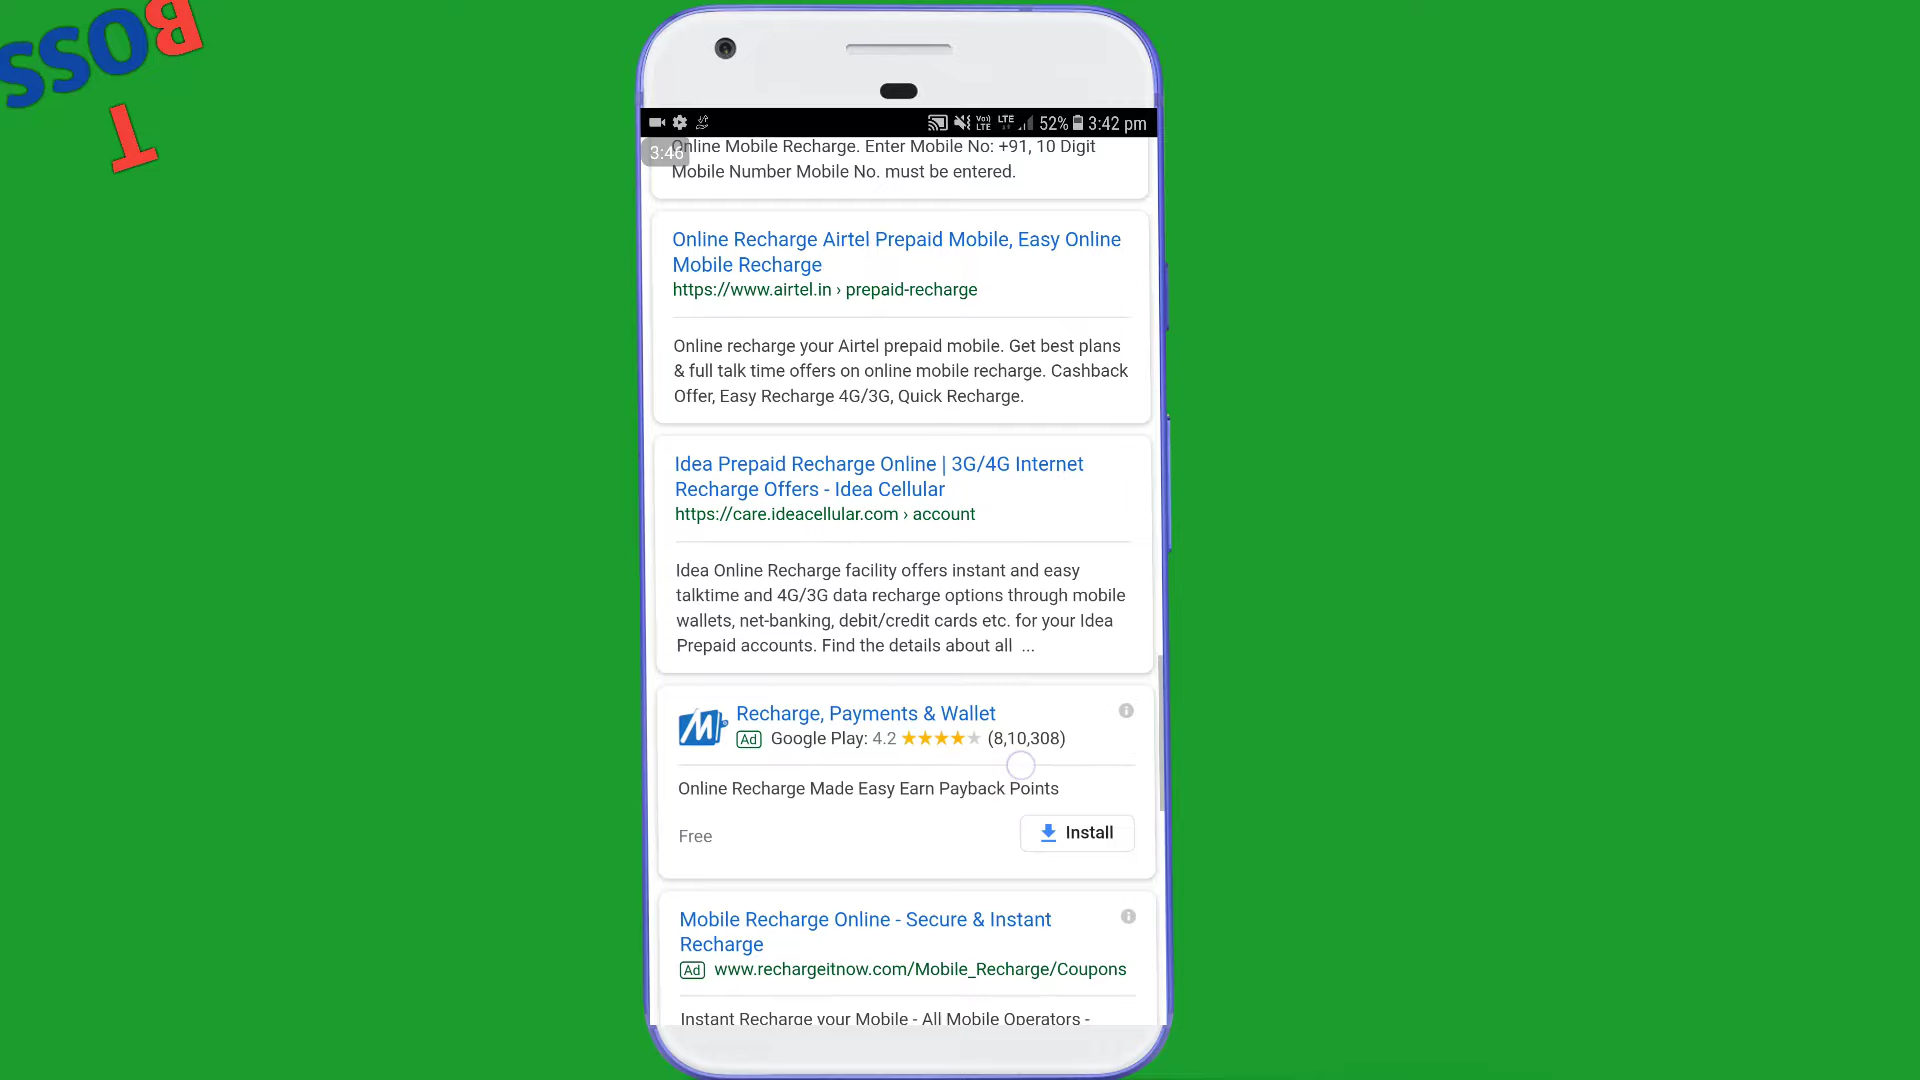 BOSS
T
52% 3:42 pm
3:46
Online Mobile Recharge. Enter Mobile No: +91, 10 Digit
Mobile Number Mobile No. must be entered.
Online Recharge Airtel Prepaid Mobile, Easy Online
Mobile Recharge
https://www.airtel.in › prepaid-recharge
Online recharge your Airtel prepaid mobile. Get best plans
& full talk time offers on online mobile recharge. Cashback
Offer, Easy Recharge 4G/3G, Quick Recharge.
Idea Prepaid Recharge Online | 3G/4G Internet
Recharge Offers - Idea Cellular
https://care.ideacellular.com › account
Idea Online Recharge facility offers instant and easy
talktime and 4G/3G data recharge options through mobile
wallets, net-banking, debit/credit cards etc. for your Idea
Prepaid accounts. Find the details about all ...
Recharge, Payments & Wallet
Ad Google Play: 4.2 ★★★★★ (8,10,308)
Online Recharge Made Easy Earn Payback Points
Free
Install
Mobile Recharge Online - Secure & Instant
Recharge
Ad www.rechargeitnow.com/Mobile_Recharge/Coupons
Instant Recharge your Mobile - All Mobile Operators -